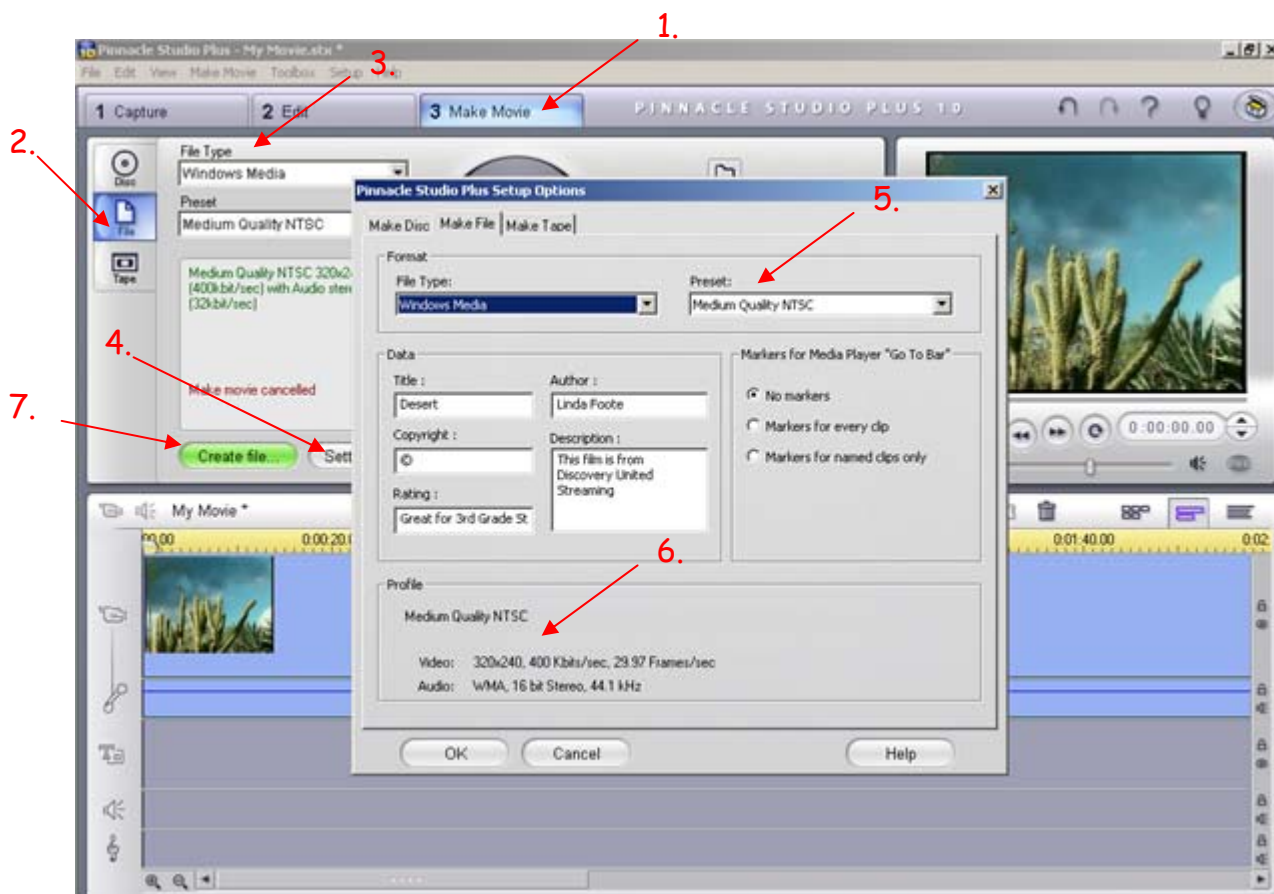 1.
Pinnacle Studio Plus - My Movie.stx *
File Edit View Make Movie Toolbox Setup Help
3.
1 Capture
2 Edit
3 Make Movie
PINNACLE STUDIO PLUS 10
2.
Disc
File
Tape
File Type
Windows Media
Preset
Medium Quality NTSC
Medium Quality NTSC 320x2
(400kbit/sec) with Audio ster
(32kbit/sec)
4.
Make movie cancelled
7.
Create file...
Sett
Pinnacle Studio Plus Setup Options
5.
Make Disc Make File Make Tape
Format
File Type:
Windows Media
Preset:
Medium Quality NTSC
Data
Title :
Desert
Author :
Linda Foote
Copyright :
©
Description :
This film is from
Discovery United
Streaming
Rating :
Great for 3rd Grade St
Markers for Media Player "Go To Bar"
No markers
Markers for every clip
Markers for named clips only
6.
Profile
Medium Quality NTSC
Video: 320x240, 400 Kbits/sec, 29.97 Frames/sec
Audio: WMA, 16 bit Stereo, 44.1 kHz
OK
Cancel
Help
0:00:00.00
My Movie *
0:00:20.0
0:01:40.00
0:02